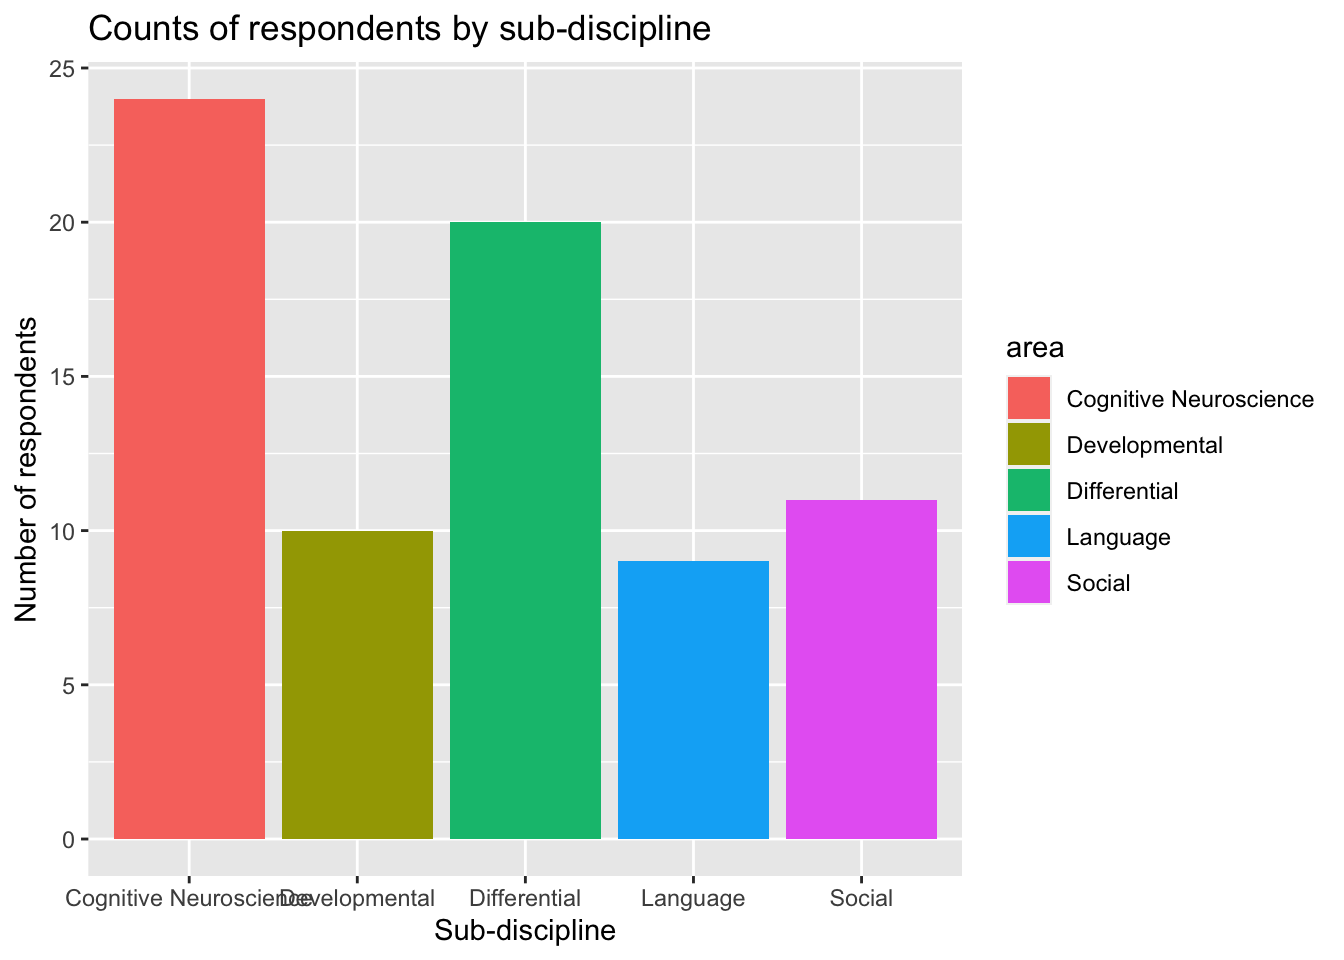 Counts of respondents by sub-discipline
Number of respondents
25
20
15
10
5
0
Cognitive Neuroscience
Developmental
Differential
Language
Social
Sub-discipline
area
Cognitive Neuroscience
Developmental
Differential
Language
Social